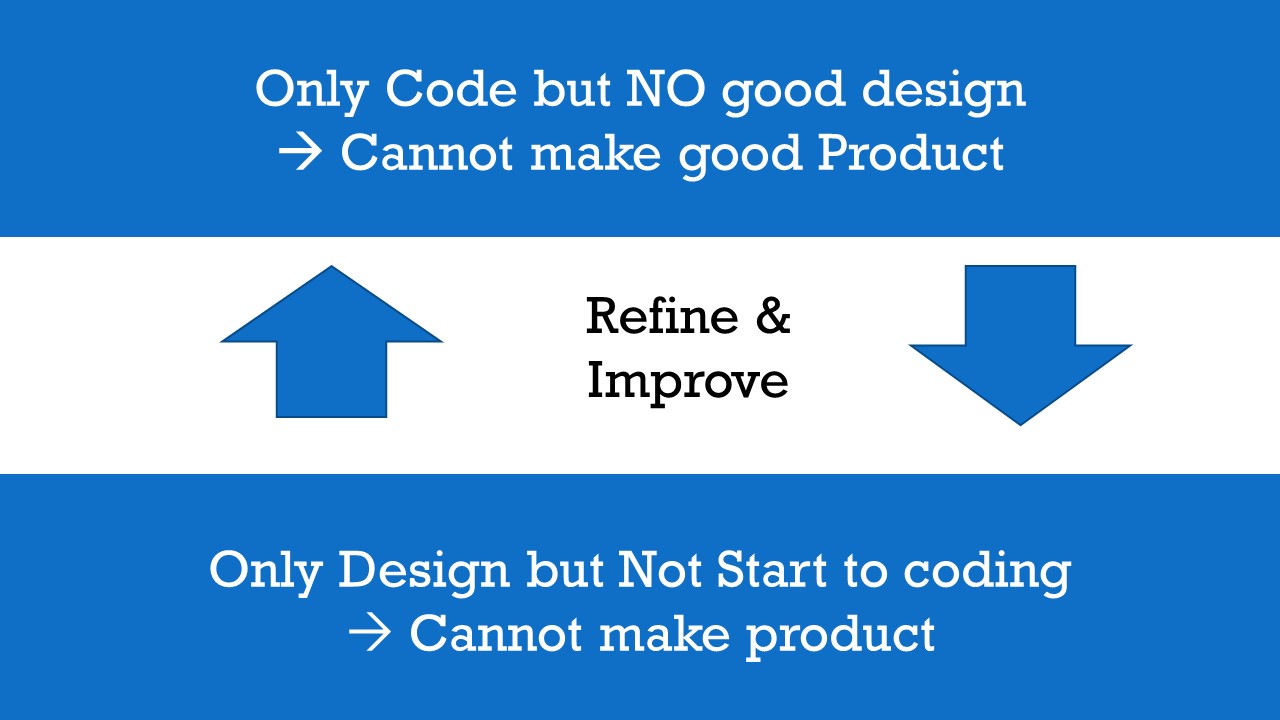 Only Code but NO good design
→ Cannot make good Product
Refine &
Improve
Only Design but Not Start to coding
→ Cannot make product